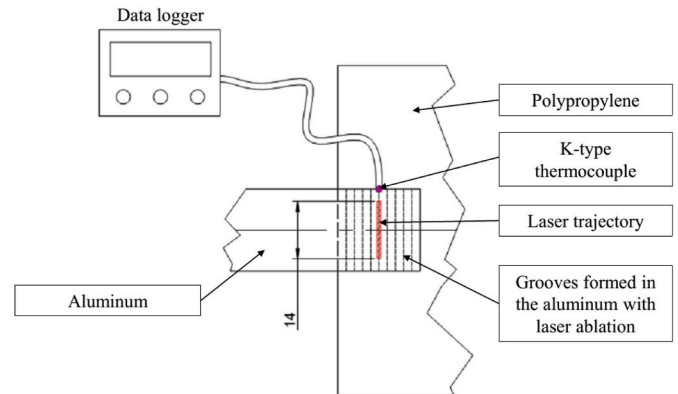 Data logger
Polypropylene
K-type
thermocouple
Laser trajectory
Grooves formed in
the aluminum with
laser ablation
Aluminum
14